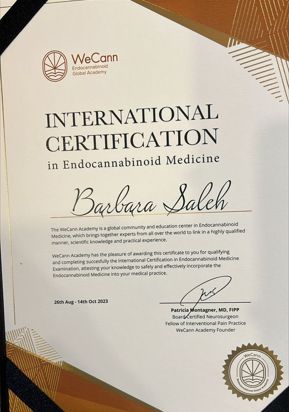 WeCann
Endocannabinoid
Global Academy
INTERNATIONAL
CERTIFICATION
in Endocannabinoid Medicine
Barbara Saleh
The WeCann Academy is a global community and education center in Endocannabinoid
Medicine, which brings together experts from all over the world to link in a highly qualified
manner, scientific knowledge and practical experience.
WeCann Academy has the pleasure of awarding this certificate to you for qualifying
and completing successfully the International Certification in Endocannabinoid Medicine
Examination, attesting your knowledge to safely and effectively incorporate the
Endocannabinoid Medicine into your medical practice.
26th Aug - 14th Oct 2023
Patricia Montagner, MD, FIPP
Board Certified Neurosurgeon
Fellow of Interventional Pain Practice
WeCann Academy Founder
WeCann